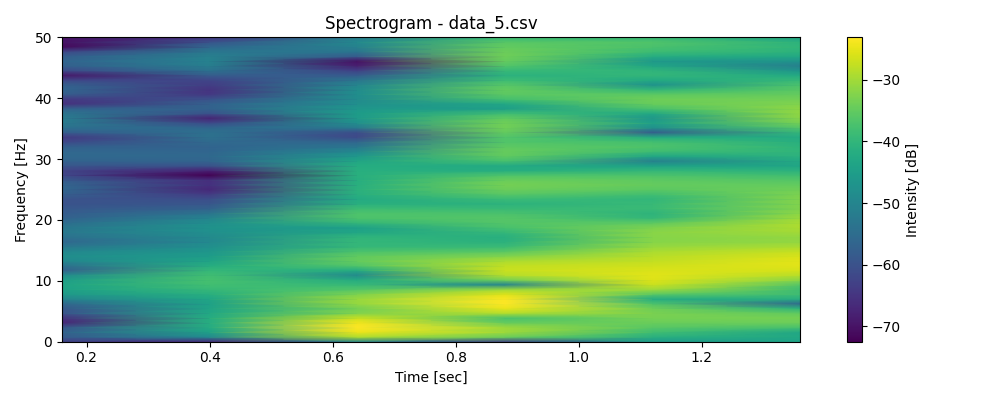 Spectrogram - data_5.csv
50
40
30
20
10
0
Frequency [Hz]
0.2 0.4 0.6 0.8 1.0 1.2
Time [sec]
−30
−40
−50
−60
−70
Intensity [dB]